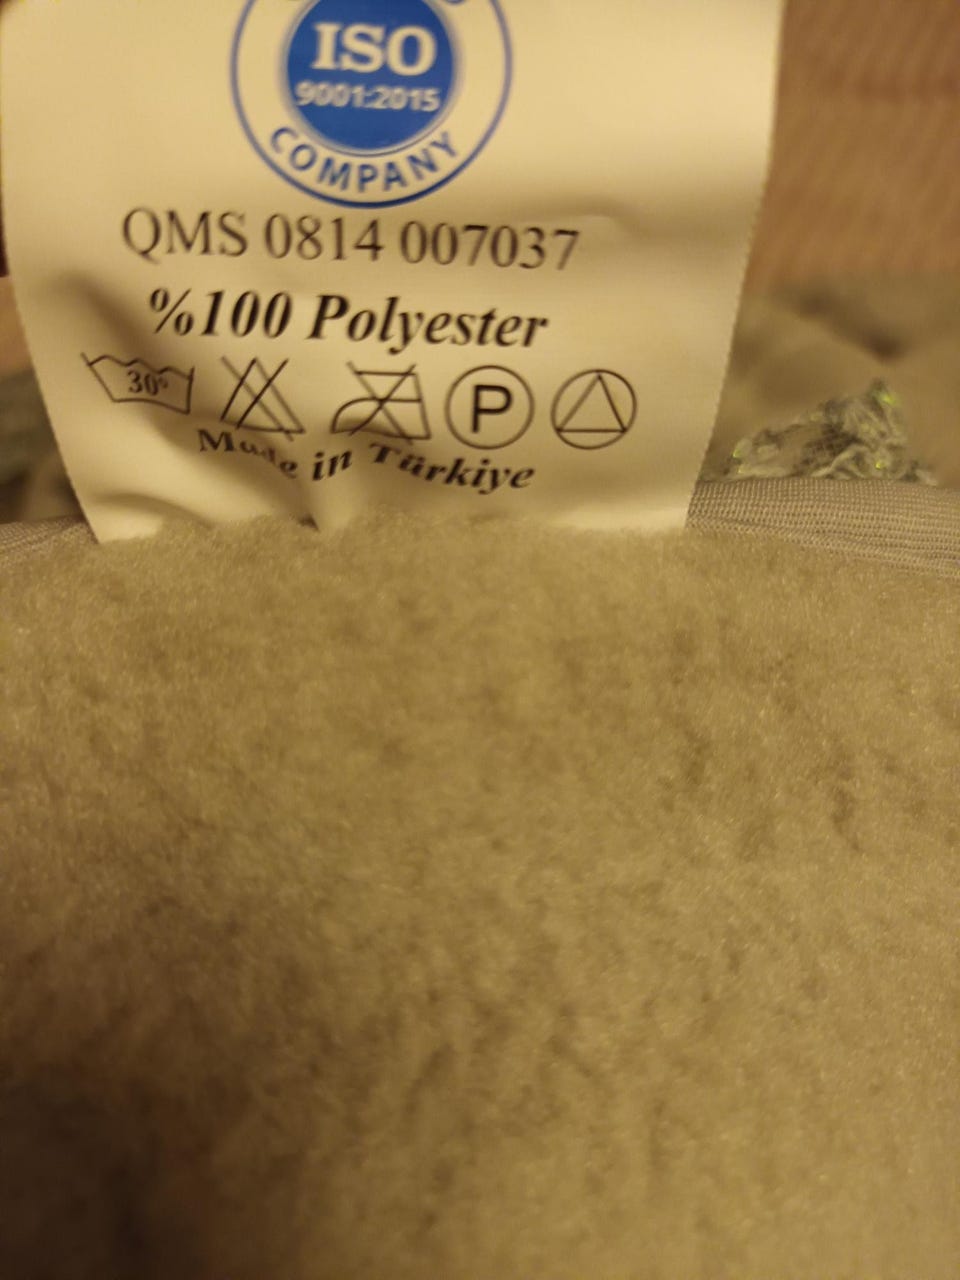 ISO
9001:2015
COMPANY
QMS 0814 007037
%100 Polyester
30°
P
Made in Türkiye